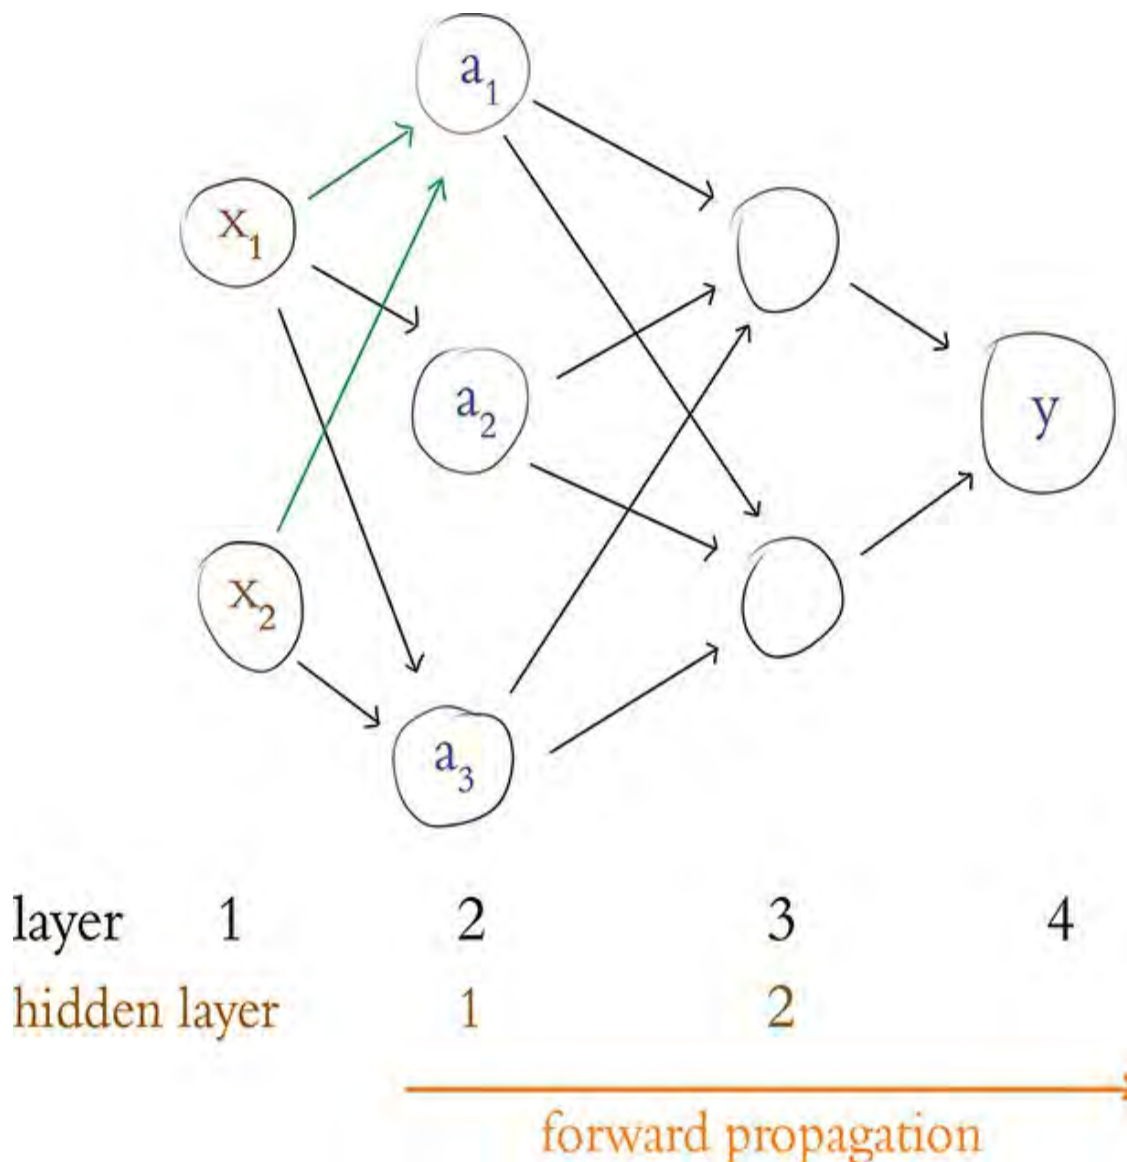 a₁
x₁
a₂
y
x₂
a₃
layer 1 2 3 4
hidden layer 1 2
forward propagation